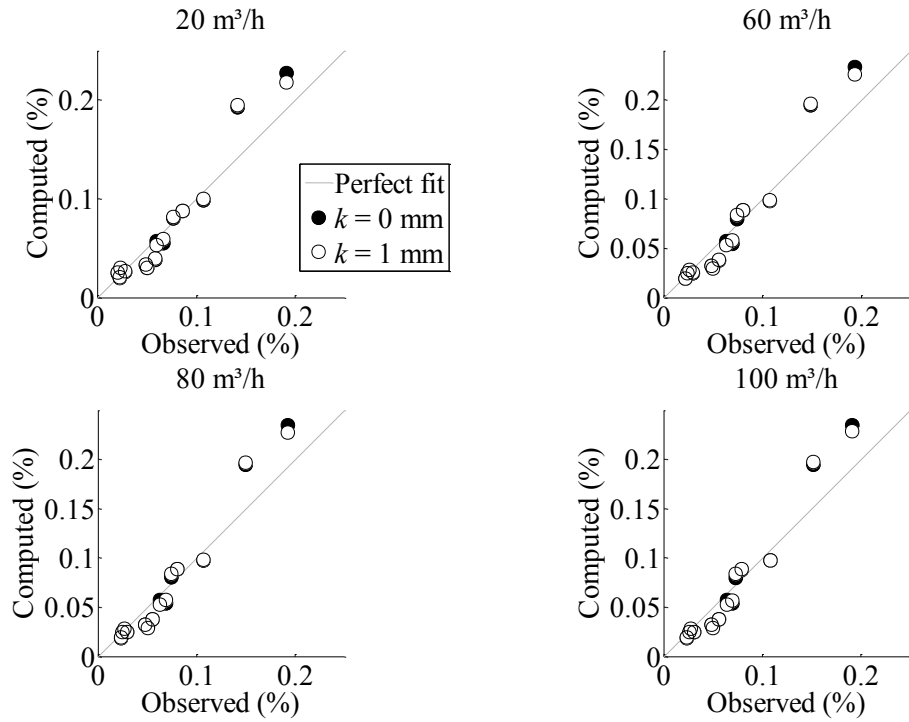 20 m³/h
0.2
0.1
0
Computed (%)
0
0.1
0.2
Observed (%)
Perfect fit
k = 0 mm
k = 1 mm
60 m³/h
0.2
0.15
0.1
0.05
0
Computed (%)
0
0.1
0.2
Observed (%)
80 m³/h
0.2
0.15
0.1
0.05
0
Computed (%)
0
0.1
0.2
Observed (%)
100 m³/h
0.2
0.15
0.1
0.05
0
Computed (%)
0
0.1
0.2
Observed (%)